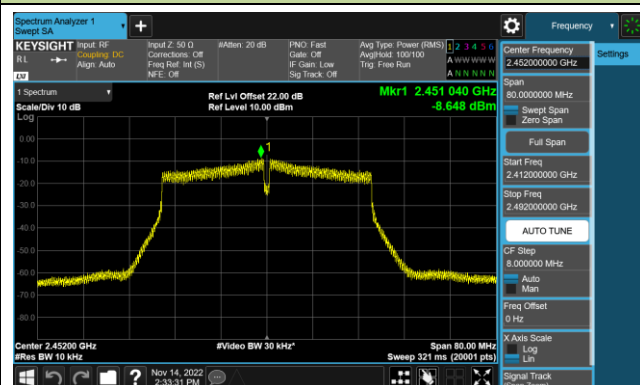 Spectrum Analyzer 1
Swept SA
Frequency
KEYSIGHT
R L
LXI
Input: RF
Coupling: DC
Align: Auto
Input Z: 50 Ω
Corrections: Off
Freq Ref: Int (S)
NFE: Off
#Atten: 20 dB
PNO: Fast
Gate: Off
IF Gain: Low
Sig Track: Off
Avg Type: Power (RMS)
Avg|Hold: 100/100
Trig: Free Run
1 2 3 4 5 6
A W W W W W
A N N N N N
Center Frequency
2.452000000 GHz
Settings
Span
80.0000000 MHz
Swept Span
Zero Span
Full Span
Start Freq
2.412000000 GHz
Stop Freq
2.492000000 GHz
AUTO TUNE
CF Step
8.000000 MHz
Auto
Man
Freq Offset
0 Hz
X Axis Scale
Log
Lin
Signal Track
1 Spectrum
Scale/Div 10 dB
Log
Ref Lvl Offset 22.00 dB
Ref Level 10.00 dBm
Mkr1 2.451 040 GHz
-8.648 dBm
0.00
-10.0
-20.0
-30.0
-40.0
-50.0
-60.0
-70.0
-80.0
1
Center 2.45200 GHz
#Res BW 10 kHz
#Video BW 30 kHz*
Span 80.00 MHz
Sweep 321 ms (20001 pts)
?
Nov 14, 2022
2:33:31 PM